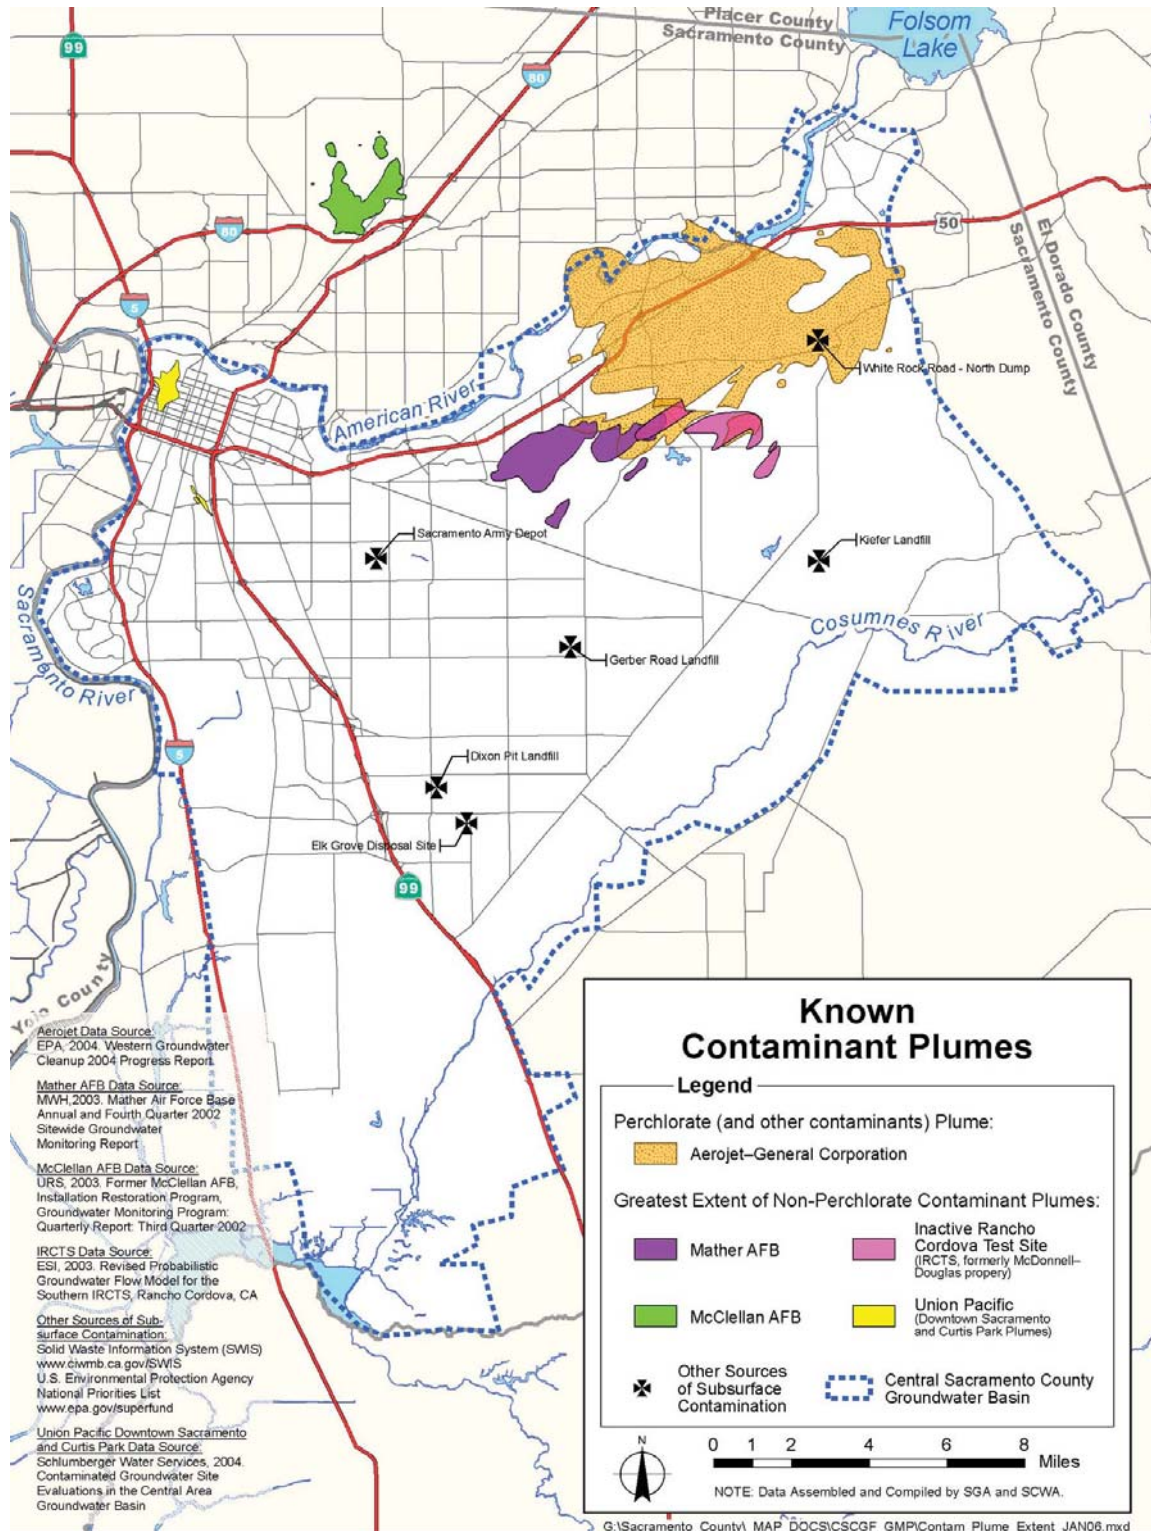 Placer County
Sacramento County
Folsom
Lake
99
80
80
5
50
El Dorado County
Sacramento County
White Rock Road - North Dump
American River
Sacramento Army Depot
Kiefer Landfill
Cosumnes River
Sacramento River
Gerber Road Landfill
5
Dixon Pit Landfill
Elk Grove Disposal Site
99
Yolo County
Aerojet Data Source:
EPA, 2004. Western Groundwater
Cleanup 2004 Progress Report
Mather AFB Data Source:
MWH,2003. Mather Air Force Base
Annual and Fourth Quarter 2002
Sitewide Groundwater
Monitoring Report
McClellan AFB Data Source:
URS, 2003. Former McClellan AFB,
Installation Restoration Program,
Groundwater Monitoring Program:
Quarterly Report: Third Quarter 2002
IRCTS Data Source:
ESI, 2003. Revised Probabilistic
Groundwater Flow Model for the
Southern IRCTS, Rancho Cordova, CA
Other Sources of Sub-
surface Contamination:
Solid Waste Information System (SWIS)
www.ciwmb.ca.gov/SWIS
U.S. Environmental Protection Agency
National Priorities List
www.epa.gov/superfund
Union Pacific Downtown Sacramento
and Curtis Park Data Source:
Schlumberger Water Services, 2004.
Contaminated Groundwater Site
Evaluations in the Central Area
Groundwater Basin
Known
Contaminant Plumes
Legend
Perchlorate (and other contaminants) Plume:
Aerojet–General Corporation
Greatest Extent of Non-Perchlorate Contaminant Plumes:
Mather AFB
Inactive Rancho
Cordova Test Site
(IRCTS, formerly McDonnell–
Douglas propery)
McClellan AFB
Union Pacific
(Downtown Sacramento
and Curtis Park Plumes)
Other Sources
of Subsurface
Contamination
Central Sacramento County
Groundwater Basin
N
0 1 2 4 6 8
Miles
NOTE: Data Assembled and Compiled by SGA and SCWA.
G:\Sacramento_County\_MAP_DOCS\CSCGF_GMP\Contam_Plume_Extent_JAN06.mxd